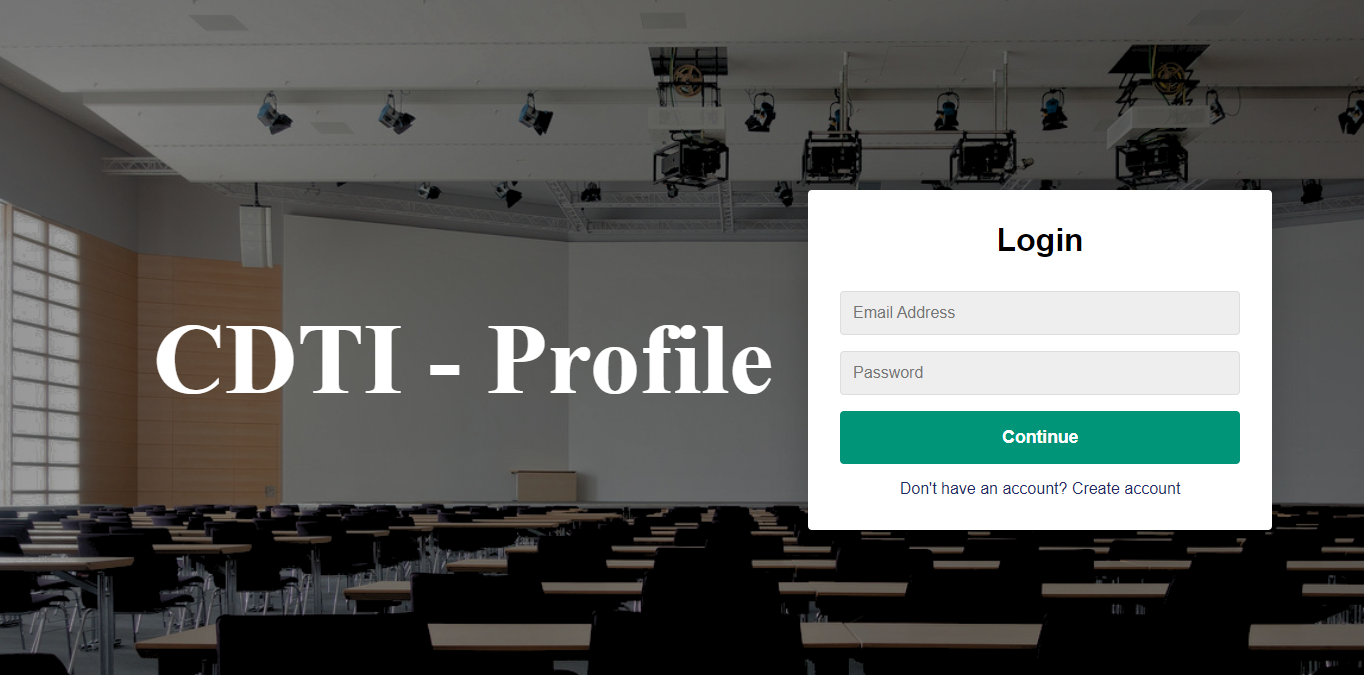 CDTI - Profile
Login
Email Address
Password
Continue
Don't have an account? Create account